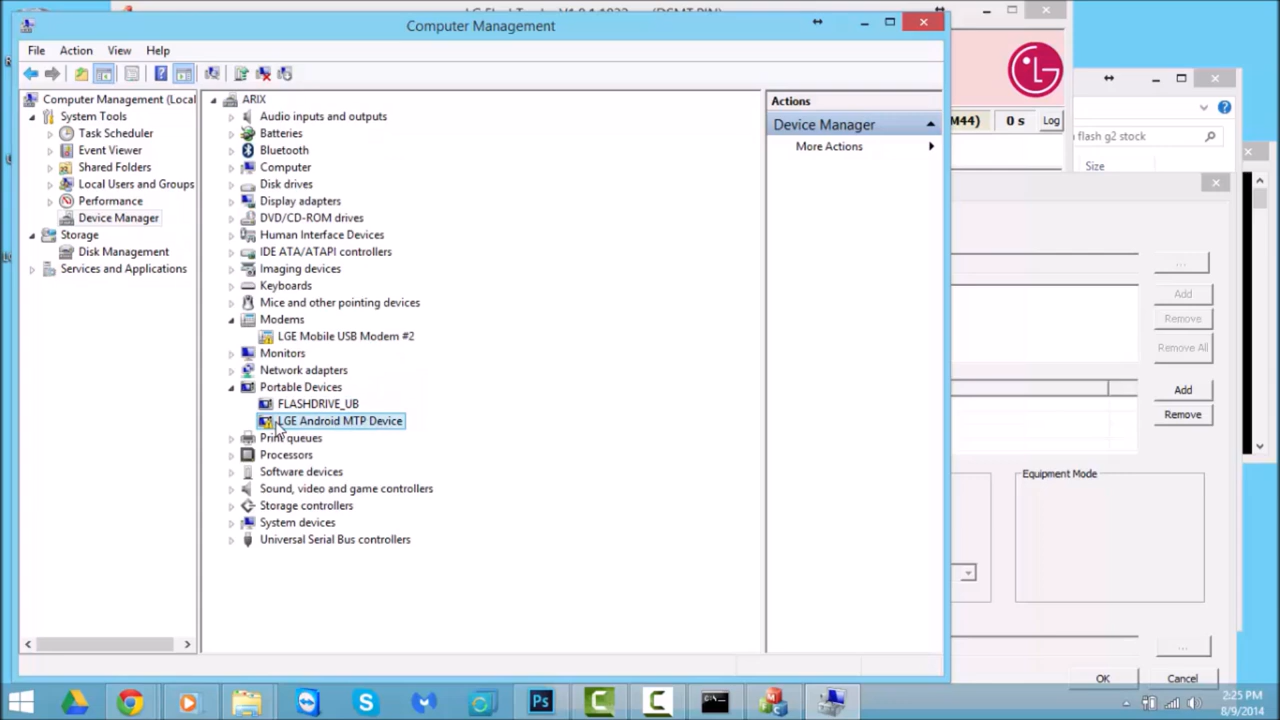 Computer Management
File Action View Help
Computer Management (Local
System Tools
Task Scheduler
Event Viewer
Shared Folders
Local Users and Groups
Performance
Device Manager
Storage
Disk Management
Services and Applications
ARIX
Audio inputs and outputs
Batteries
Bluetooth
Computer
Disk drives
Display adapters
DVD/CD-ROM drives
Human Interface Devices
IDE ATA/ATAPI controllers
Imaging devices
Keyboards
Mice and other pointing devices
Modems
LGE Mobile USB Modem #2
Monitors
Network adapters
Portable Devices
FLASHDRIVE_UB
LGE Android MTP Device
Print queues
Processors
Software devices
Sound, video and game controllers
Storage controllers
System devices
Universal Serial Bus controllers
Actions
Device Manager
More Actions
LG
M44)
0 s
Log
flash g2 stock
Size
...
Add
Remove
Remove All
Add
Remove
Equipment Mode
...
OK
Cancel
Ps
2:25 PM
8/9/2014